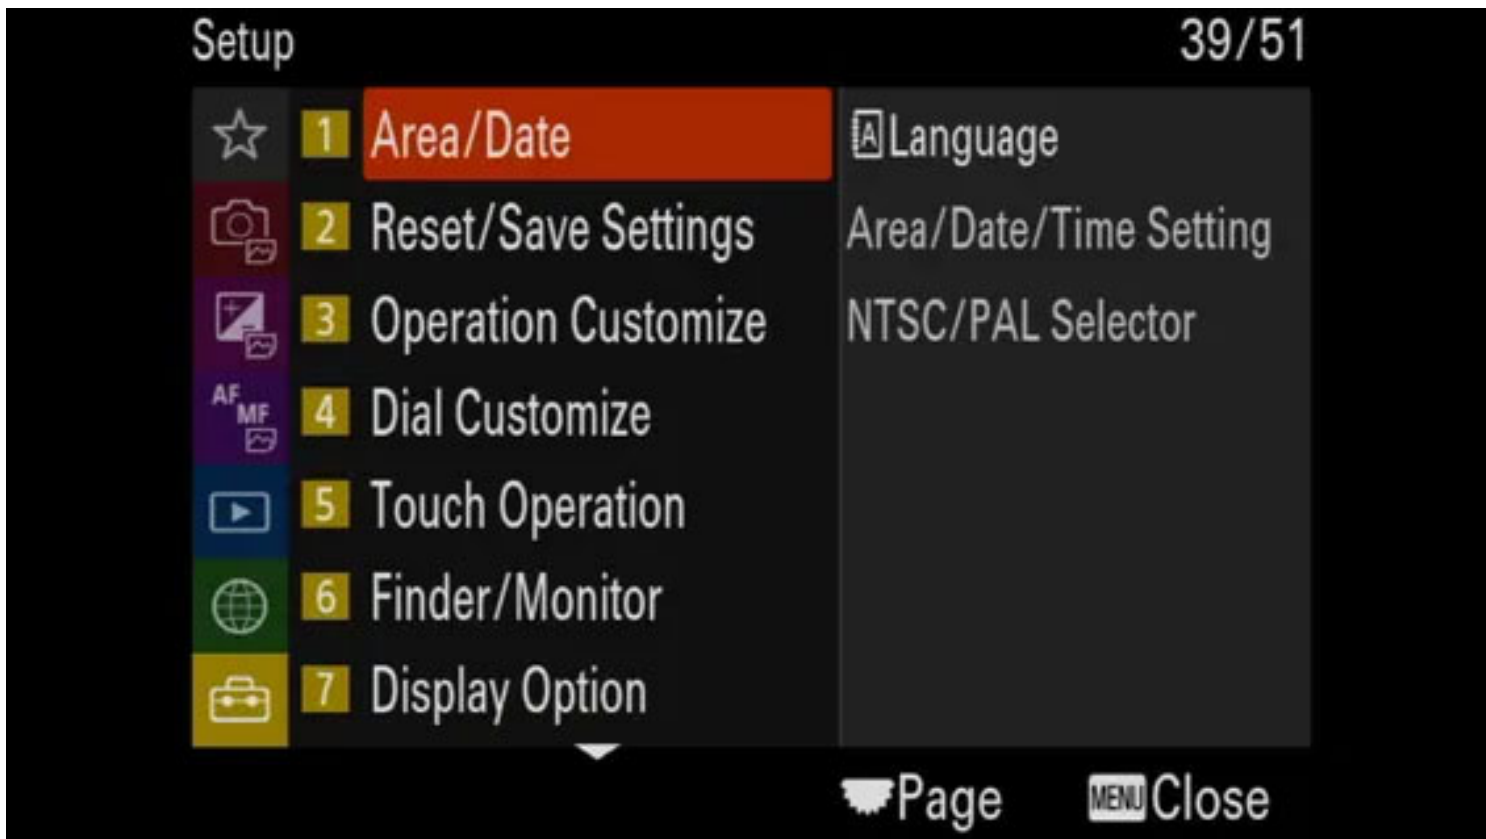 Setup 39/51
1 Area/Date
2 Reset/Save Settings
3 Operation Customize
4 Dial Customize
5 Touch Operation
6 Finder/Monitor
7 Display Option
A Language
Area/Date/Time Setting
NTSC/PAL Selector
AF MF
Page MENU Close